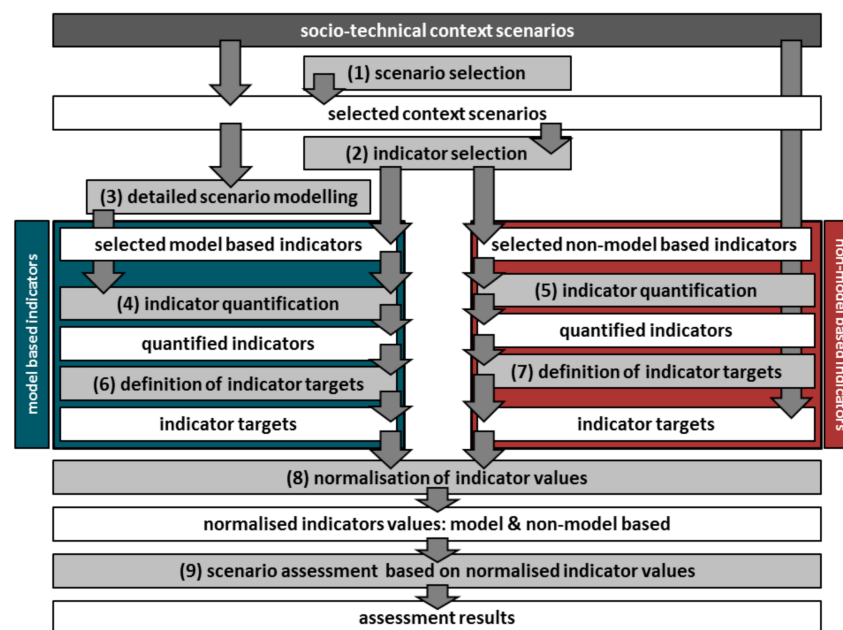 socio-technical context scenarios
(1) scenario selection
selected context scenarios
(2) indicator selection
(3) detailed scenario modelling
model based indicators
selected model based indicators
(4) indicator quantification
quantified indicators
(6) definition of indicator targets
indicator targets
selected non-model based indicators
(5) indicator quantification
quantified indicators
(7) definition of indicator targets
indicator targets
non-model based indicators
(8) normalisation of indicator values
normalised indicators values: model & non-model based
(9) scenario assessment based on normalised indicator values
assessment results